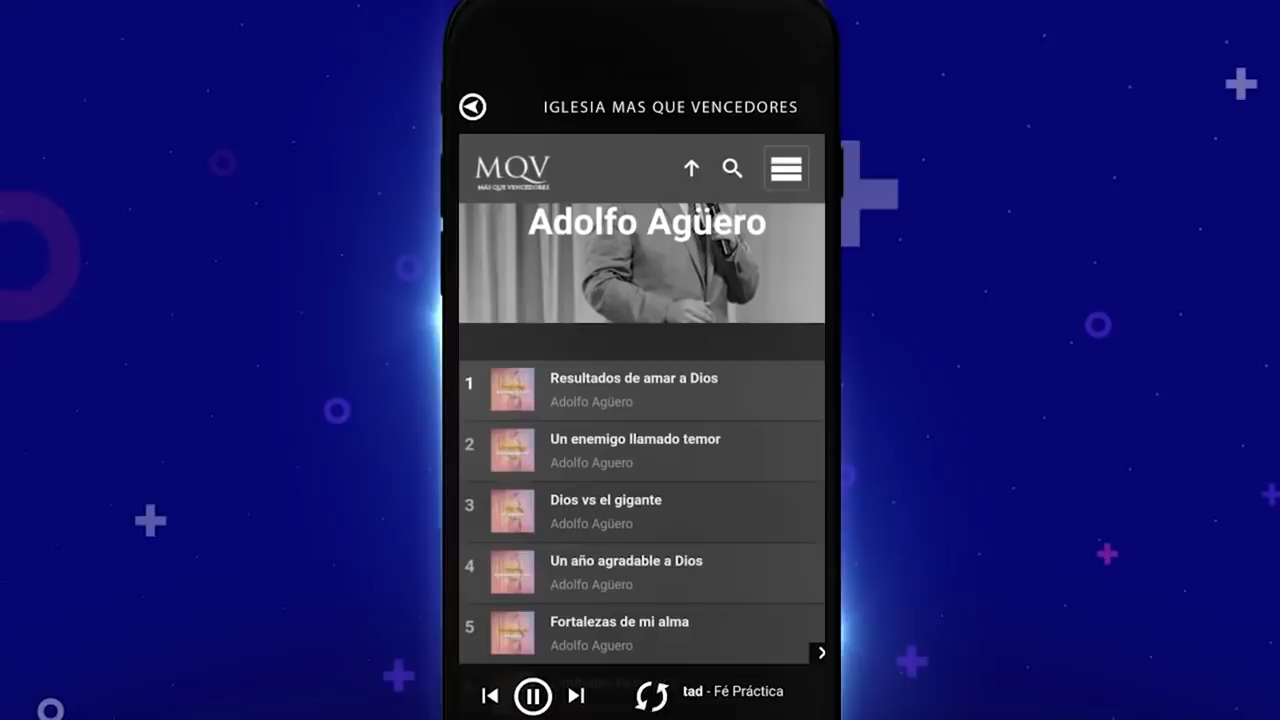 IGLESIA MAS QUE VENCEDORES
MQV
MÁS QUE VENCEDORES
Adolfo Agüero
1
Resultados de amar a Dios
Adolfo Agüero
2
Un enemigo llamado temor
Adolfo Aguero
3
Dios vs el gigante
Adolfo Agüero
4
Un año agradable a Dios
Adolfo Agüero
5
Fortalezas de mi alma
Adolfo Aguero
tad - Fé Práctica